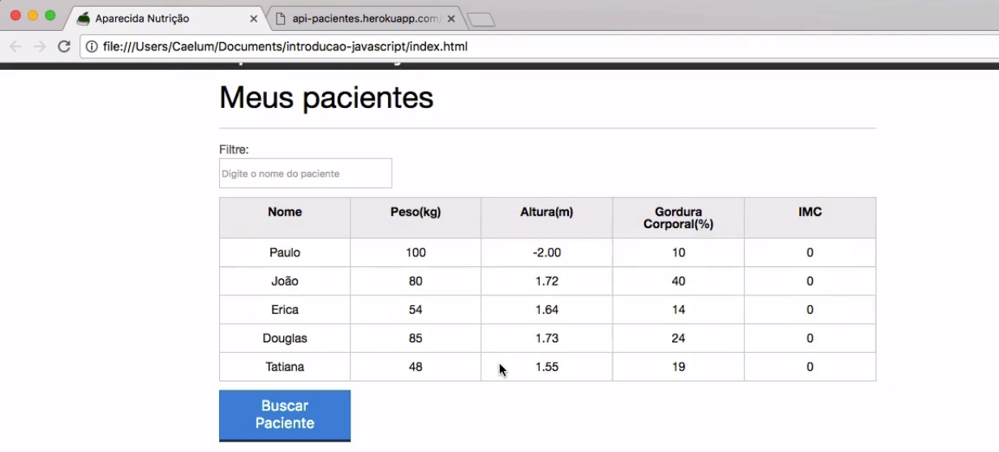 Aparecida Nutrição
api-pacientes.herokuapp.com/
file:///Users/Caelum/Documents/introducao-javascript/index.html
Meus pacientes
Filtre:
Digite o nome do paciente
Nome Peso(kg) Altura(m) Gordura Corporal(%) IMC
Paulo 100 -2.00 10 0
João 80 1.72 40 0
Erica 54 1.64 14 0
Douglas 85 1.73 24 0
Tatiana 48 1.55 19 0
Buscar
Paciente